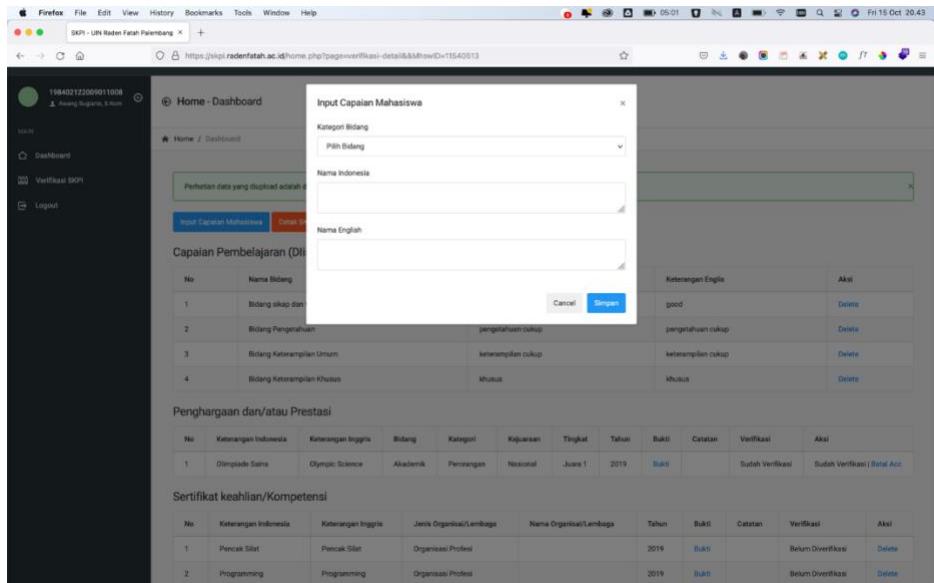 Firefox File Edit View History Bookmarks Tools Window Help 05:01 Fri 15 Oct 20.43
SKPI - UIN Raden Fatah Palembang
https://skpi.radenfatah.ac.id/home.php?page=verifikasi-detail&&MhswID=11540513
198402122009011008
Awang Sugiarto, S.Kom
Home - Dashboard
MAIN
Home / Dashboard
Dashboard
Verifikasi SKPI
Logout
Perhatian data yang diupload adalah
Input Capaian Mahasiswa
Detail
Input Capaian Mahasiswa
Kategori Bidang
Pilih Bidang
Nama Indonesia
Nama English
Cancel Simpan
Capaian Pembelajaran
No Nama Bidang Keterangan Englis Aksi
1 Bidang sikap dan good Delete
2 Bidang Pengetahuan pengetahuan cukup pengetahuan cukup Delete
3 Bidang Keterampilan Umum keterampilan cukup keterampilan cukup Delete
4 Bidang Keterampilan Khusus khusus khusus Delete
Penghargaan dan/atau Prestasi
No Keterangan Indonesia Keterangan Inggris Bidang Kategori Kejuaraan Tingkat Tahun Bukti Catatan Verifikasi Aksi
1 Olimpiade Sains Olympic Science Akademik Perorangan Nasional Juara 1 2019 Bukti Sudah Verifikasi Sudah Verifikasi | Batal Acc
Sertifikat keahlian/Kompetensi
No Keterangan Indonesia Keterangan Inggris Jenis Organisai/Lembaga Nama Organisai/Lembaga Tahun Bukti Catatan Verifikasi Aksi
1 Pencak Silat Pencak Silat Organisasi Profesi 2019 Bukti Belum Diverifikasi Delete
2 Programming Programming Organisasi Profesi 2019 Bukti Belum Diverifikasi Delete